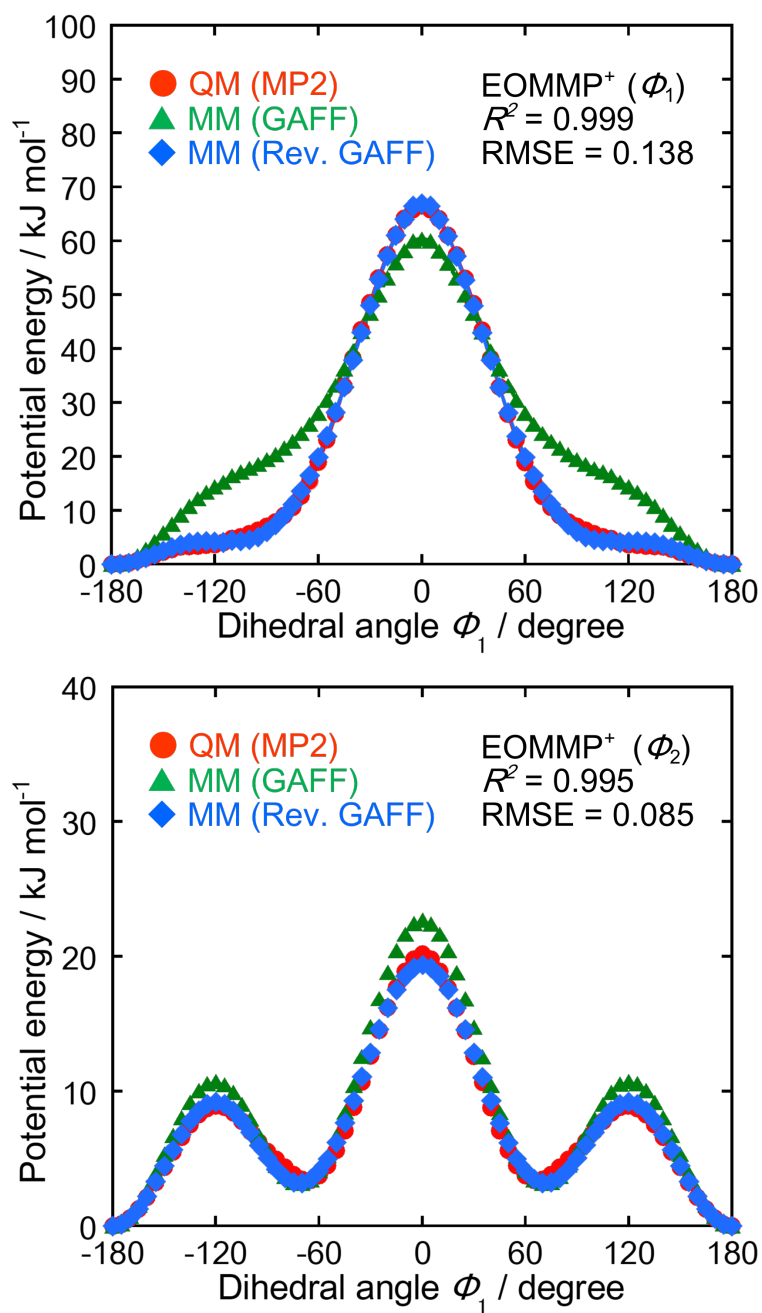 100
90
80
70
60
50
40
30
20
10
0
Potential energy / kJ mol⁻¹
QM (MP2)
MM (GAFF)
MM (Rev. GAFF)
EOMMP⁺ (Φ₁)
R² = 0.999
RMSE = 0.138
-180 -120 -60 0 60 120 180
Dihedral angle Φ₁ / degree
40
30
20
10
0
Potential energy / kJ mol⁻¹
QM (MP2)
MM (GAFF)
MM (Rev. GAFF)
EOMMP⁺ (Φ₂)
R² = 0.995
RMSE = 0.085
-180 -120 -60 0 60 120 180
Dihedral angle Φ₁ / degree